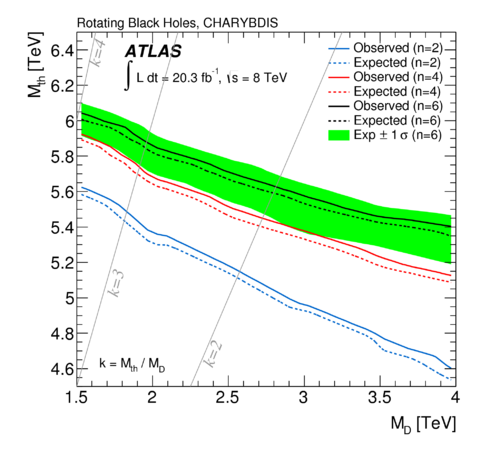 Rotating Black Holes, CHARYBDIS
M_th [TeV]
6.4
6.2
6
5.8
5.6
5.4
5.2
5
4.8
4.6
k=4
ATLAS
∫ L dt = 20.3 fb⁻¹, √s = 8 TeV
Observed (n=2)
Expected (n=2)
Observed (n=4)
Expected (n=4)
Observed (n=6)
Expected (n=6)
Exp ± 1 σ (n=6)
k=3
k=2
k = M_th / M_D
1.5 2 2.5 3 3.5 4
M_D [TeV]